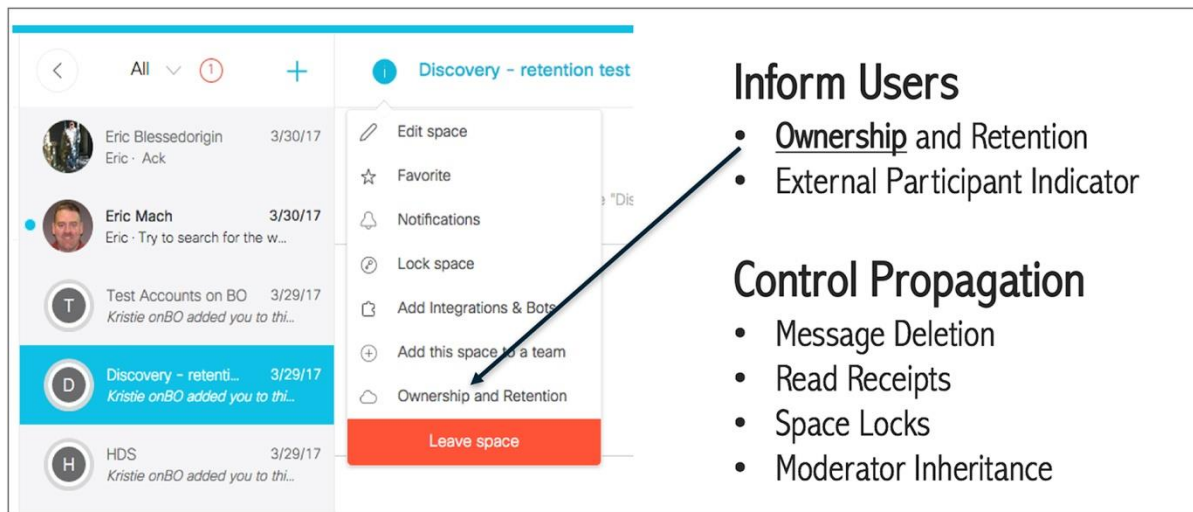 All
1
+
i
Discovery - retention test
Eric Blessedorigin 3/30/17
Eric · Ack
Eric Mach 3/30/17
Eric · Try to search for the w...
T
Test Accounts on BO 3/29/17
Kristie onBO added you to thi...
D
Discovery - retenti... 3/29/17
Kristie onBO added you to thi...
H
HDS 3/29/17
Kristie onBO added you to thi...
Edit space
Favorite
Notifications
Lock space
Add Integrations & Bots
Add this space to a team
Ownership and Retention
Leave space
"Dis
Inform Users
• Ownership and Retention
• External Participant Indicator
Control Propagation
• Message Deletion
• Read Receipts
• Space Locks
• Moderator Inheritance